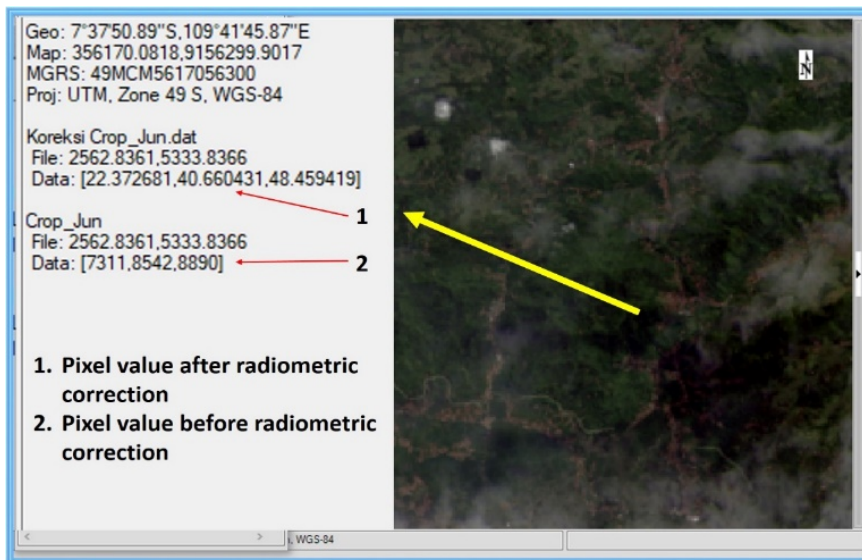 Geo: 7°37'50.89"S,109°41'45.87"E
Map: 356170.0818,9156299.9017
MGRS: 49MCM5617056300
Proj: UTM, Zone 49 S, WGS-84
Koreksi Crop_Jun.dat
File: 2562.8361,5333.8366
Data: [22.372681,40.660431,48.459419]
1
Crop_Jun
File: 2562.8361,5333.8366
Data: [7311,8542,8890]
2
1. Pixel value after radiometric
correction
2. Pixel value before radiometric
correction
N
WGS-84